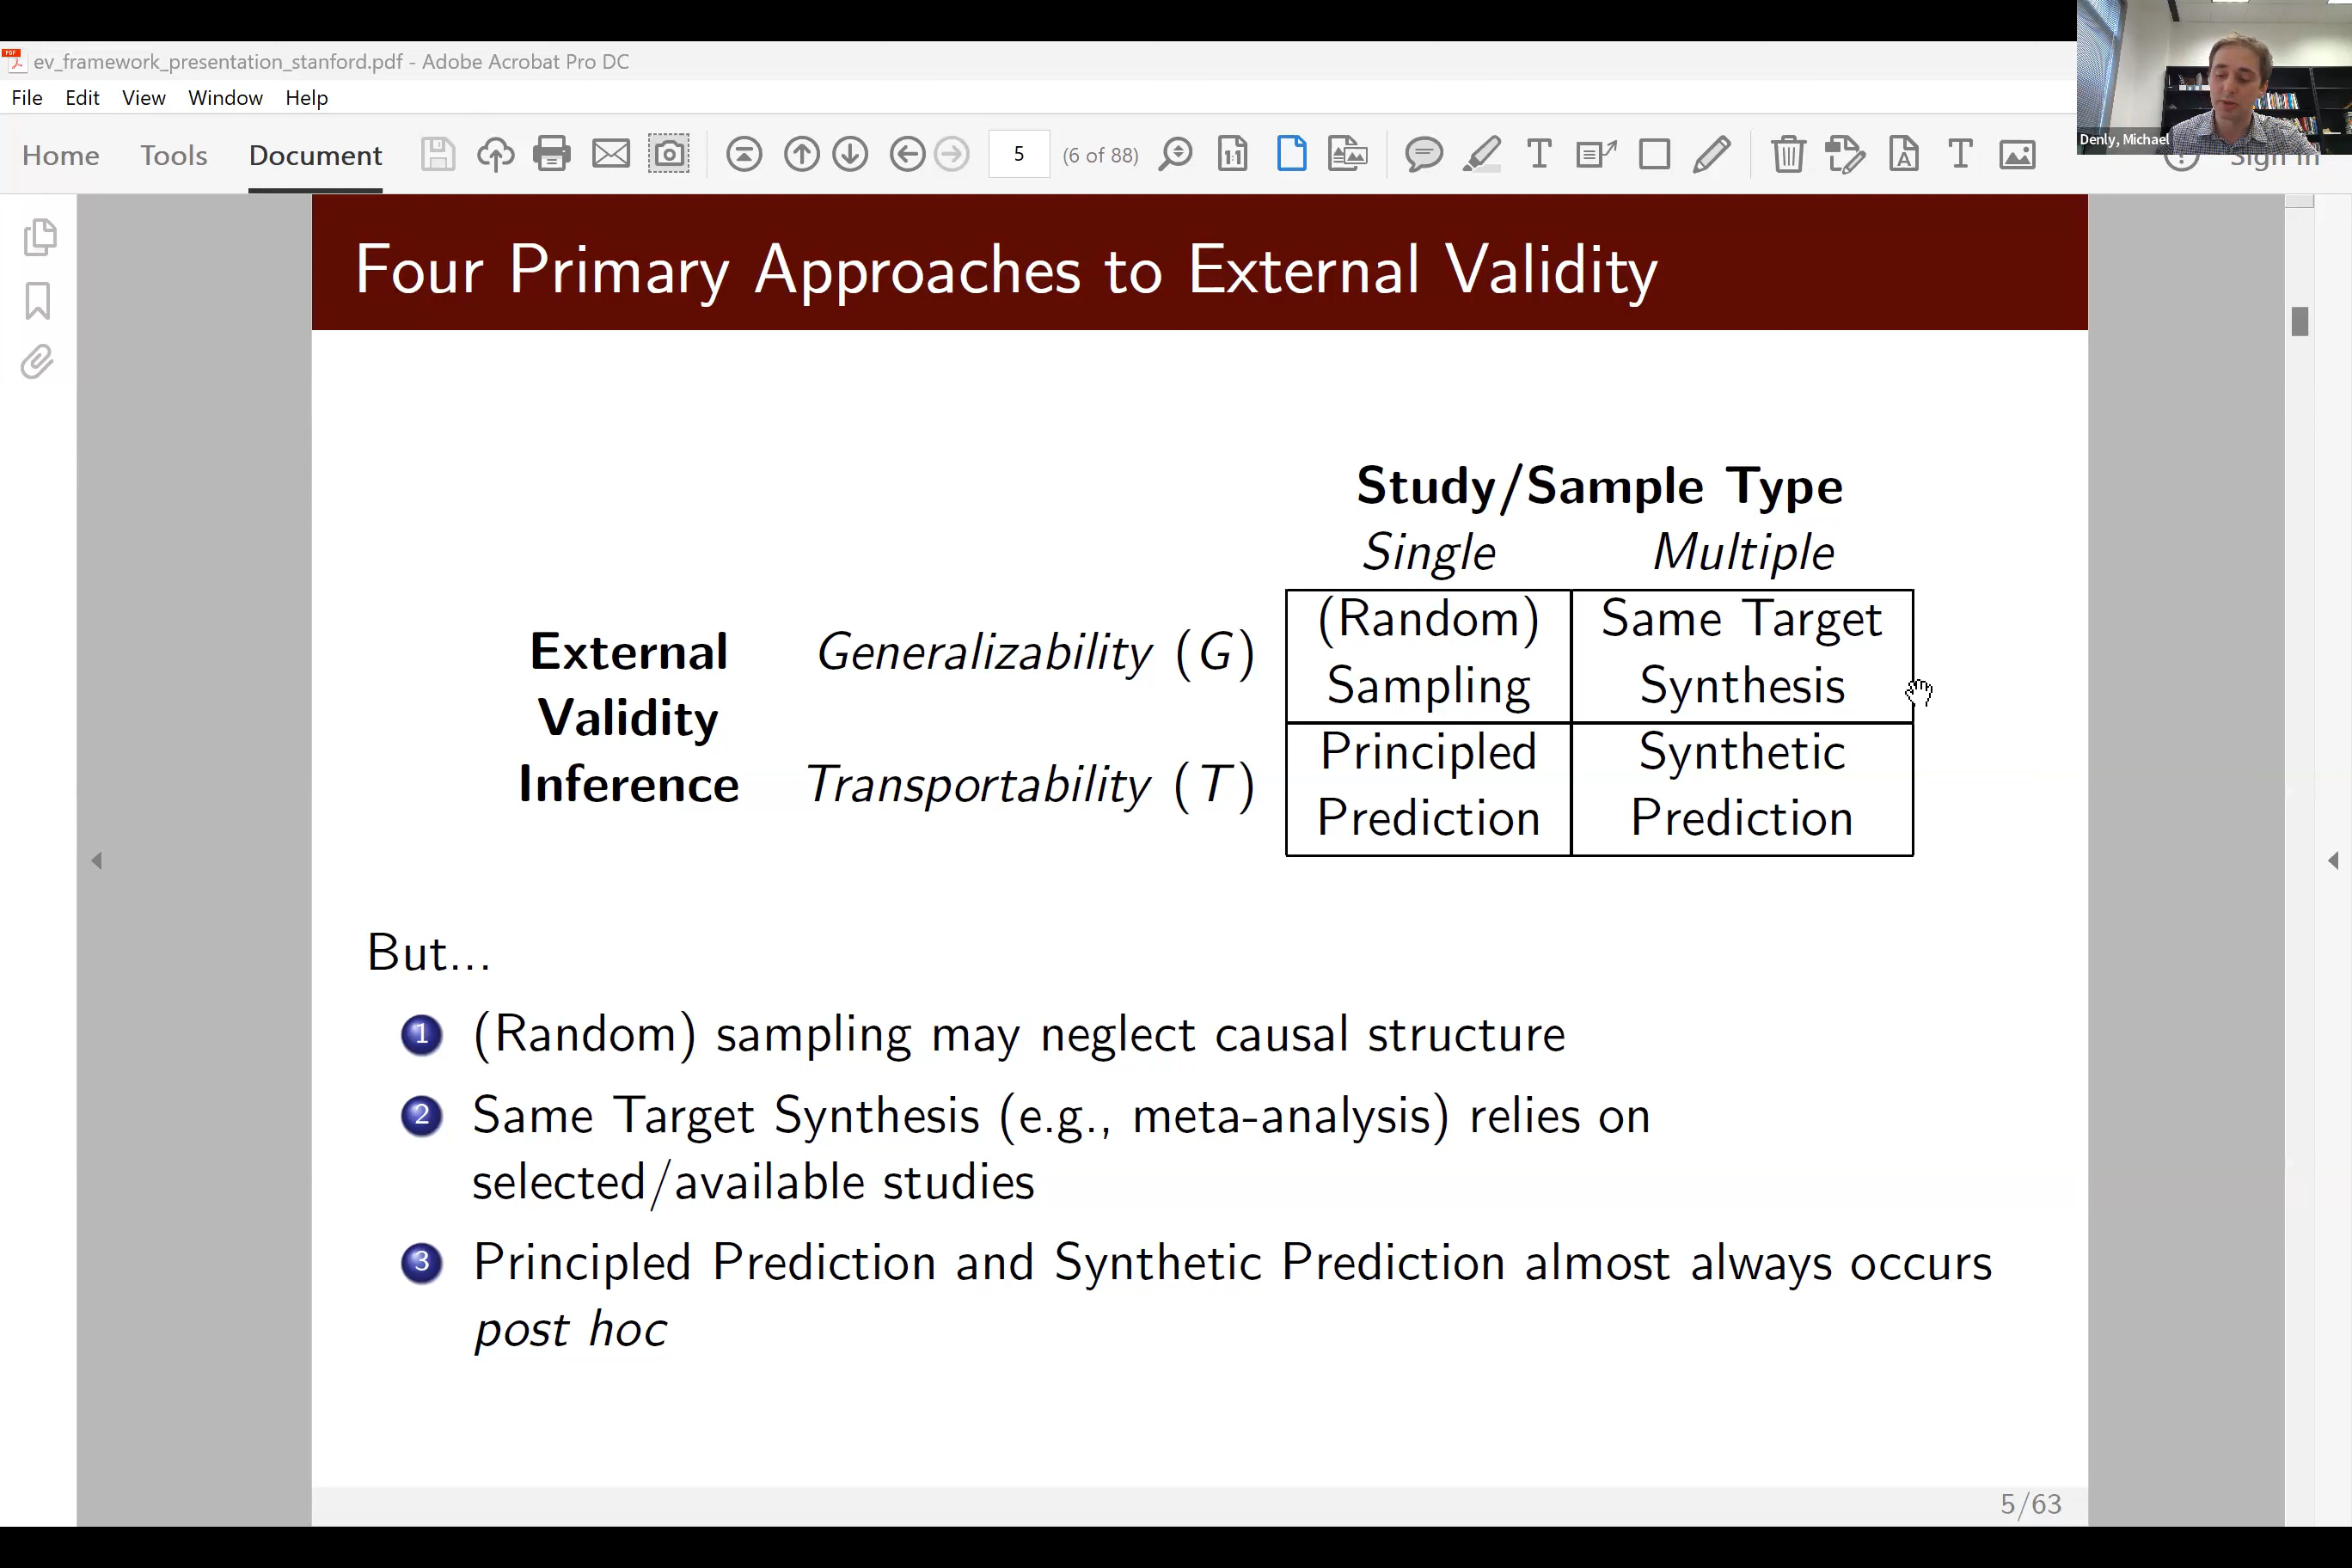 ev_framework_presentation_stanford.pdf - Adobe Acrobat Pro DC
File Edit View Window Help
Home Tools Document 5 (6 of 88) Sign In
Denly, Michael
Four Primary Approaches to External Validity
Study/Sample Type
Single Multiple
External Validity Inference
Generalizability (G) (Random) Sampling Same Target Synthesis
Transportability (T) Principled Prediction Synthetic Prediction
But...
1 (Random) sampling may neglect causal structure
2 Same Target Synthesis (e.g., meta-analysis) relies on
selected/available studies
3 Principled Prediction and Synthetic Prediction almost always occurs
post hoc
5/63